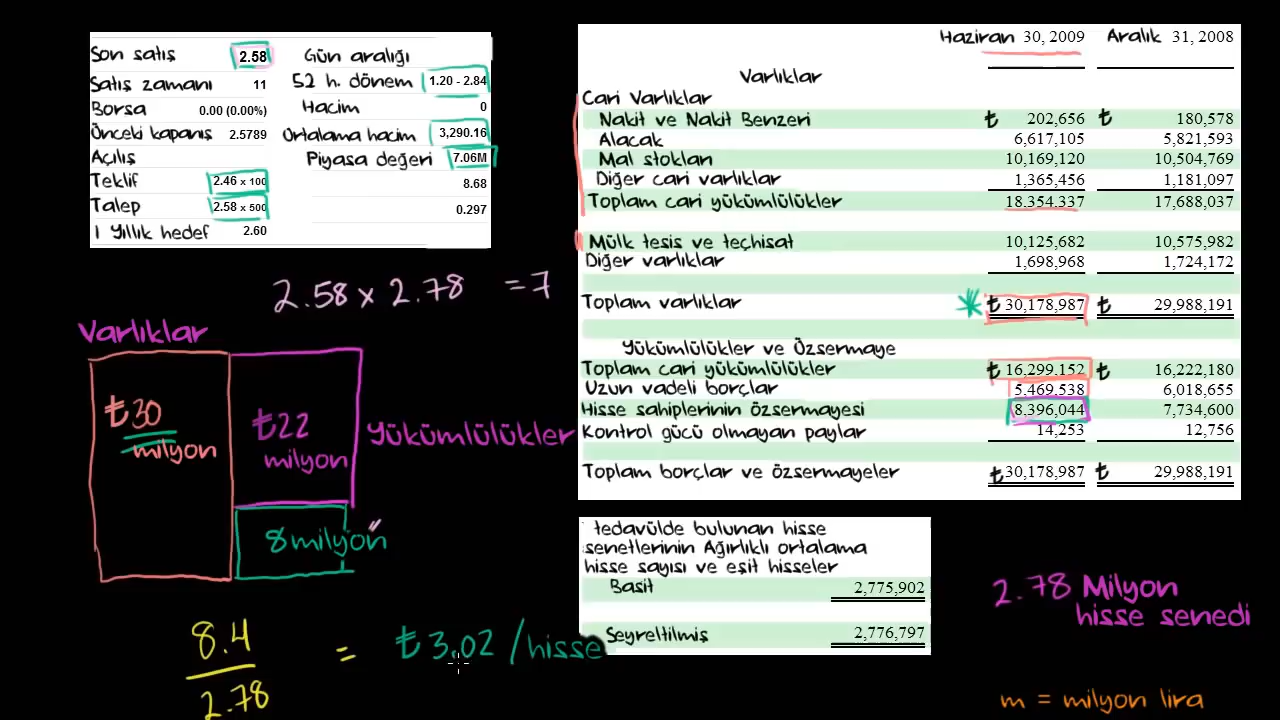 Son satış 2.58 Gün aralığı
Satış zamanı 11 52 h. dönem 1.20 - 2.84
Borsa 0.00 (0.00%) Hacim 0
Önceki kapanış 2.5789 Ortalama hacim 3,290.16
Açılış Piyasa değeri 7.06M
Teklif 2.46 x 100 8.68
Talep 2.58 x 500 0.297
1 Yıllık hedef 2.60
Haziran 30, 2009 Aralık 31, 2008
Varlıklar
Cari Varlıklar
Nakit ve Nakit Benzeri ₺ 202,656 ₺ 180,578
Alacak 6,617,105 5,821,593
Mal stokları 10,169,120 10,504,769
Diğer cari varlıklar 1,365,456 1,181,097
Toplam cari yükümlülükler 18.354.337 17,688,037
Mülk tesis ve teçhisat 10,125,682 10,575,982
Diğer varlıklar 1,698,968 1,724,172
Toplam varlıklar ₺ 30,178,987 ₺ 29,988,191
Yükümlülükler ve Özsermaye
Toplam cari yükümlülükler ₺ 16,299,152 ₺ 16,222,180
Uzun vadeli borçlar 5,469,538 6,018,655
Hisse sahiplerinin özsermayesi 8,396,044 7,734,600
Kontrol gücü olmayan paylar 14,253 12,756
Toplam borçlar ve özsermayeler ₺ 30,178,987 ₺ 29,988,191
2.58 x 2.78 = 7
Varlıklar
₺30
milyon
₺22
milyon
Yükümlülükler
8 milyon
8.4
2.78
= ₺3.02 / hisse
tedavülde bulunan hisse
senetlerinin Ağırlıklı ortalama
hisse sayısı ve eşit hisseler
Basit 2,775,902
Seyreltilmiş 2,776,797
2.78 Milyon
hisse senedi
m = milyon lira